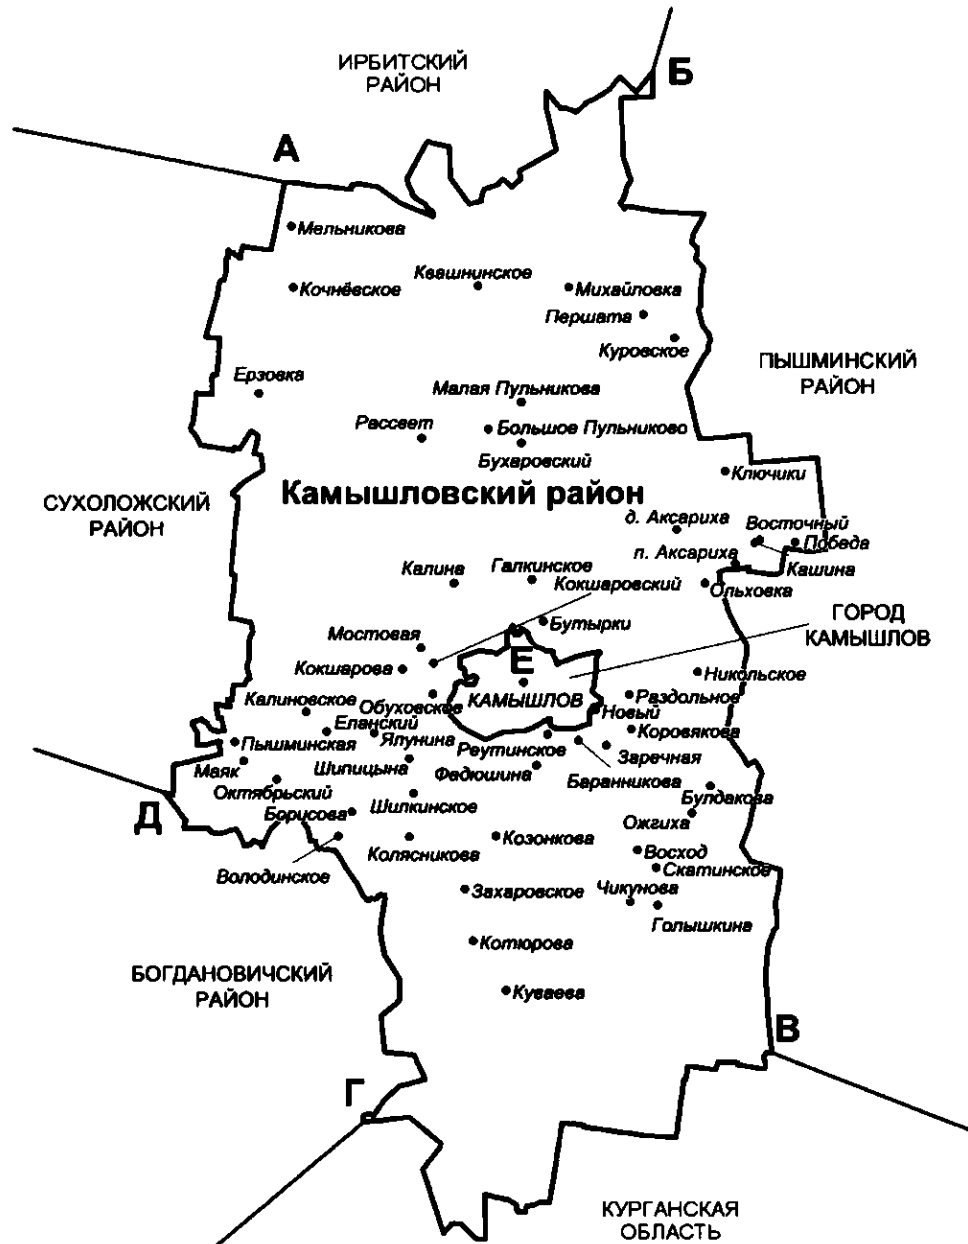 ИРБИТСКИЙ
РАЙОН
Б
А
Мельникова
Квашнинское
Кочнёвское
Михайловка
Першата
Куровское
ПЫШМИНСКИЙ
РАЙОН
Ерзовка
Малая Пульникова
Рассвет
Большое Пульниково
Бухаровский
Ключики
СУХОЛОЖСКИЙ
РАЙОН
Камышловский район
д. Аксариха
Восточный
Победа
п. Аксариха
Кашина
Калина
Галкинское
Кокшаровский
Ольховка
ГОРОД
КАМЫШЛОВ
Бутырки
Мостовая
Кокшарова
Е
Никольское
КАМЫШЛОВ
Раздольное
Калиновское
Обуховское
Новый
Еланский
Ялунина
Реутинское
Коровякова
Пышминская
Заречная
Маяк
Шипицына
Федюшина
Баранникова
Октябрьский
Булдакова
Д
Борисова
Шилкинское
Ожгиха
Володинское
Колясникова
Козонкова
Восход
Скатинское
Захаровское
Чикунова
Голышкина
Котюрова
БОГДАНОВИЧСКИЙ
РАЙОН
Куваева
В
Г
КУРГАНСКАЯ
ОБЛАСТЬ